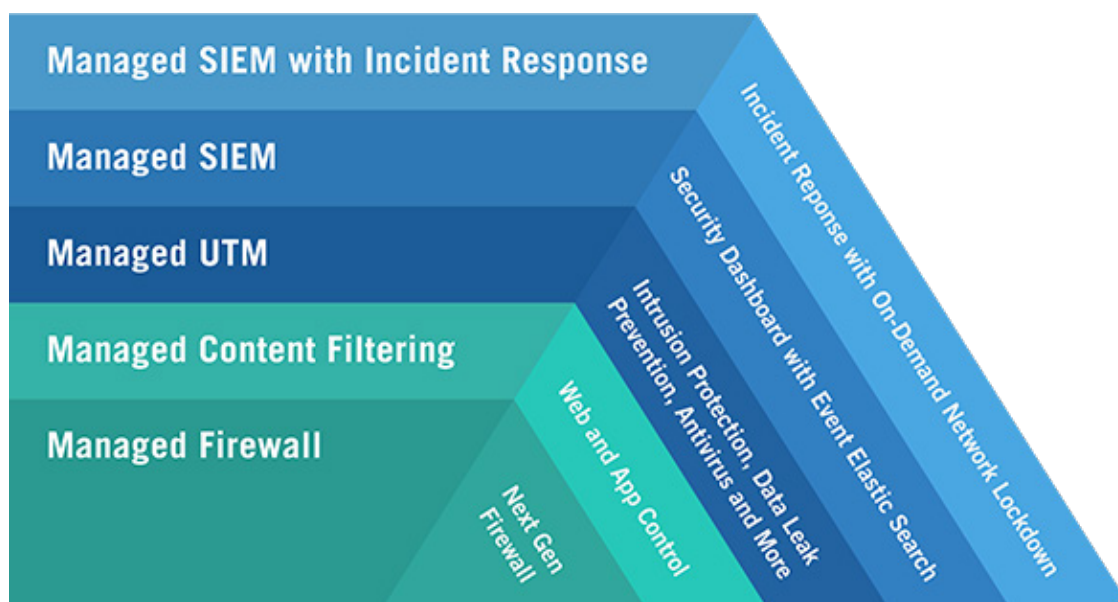 Managed SIEM with Incident Response
Managed SIEM
Managed UTM
Managed Content Filtering
Managed Firewall
Incident Reponse with On-Demand Network Lockdown
Security Dashboard with Event Elastic Search
Intrusion Protection, Data Leak
Prevention, Antivirus and More
Web and App Control
Next Gen
Firewall